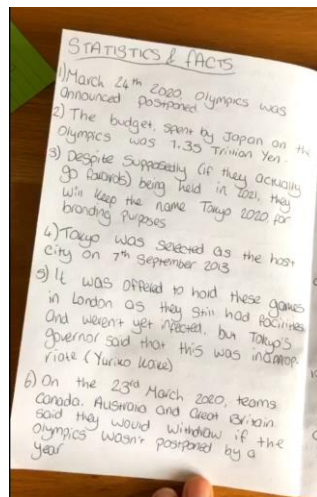 STATISTICS & FACTS
1) March 24th 2020 Olympics was
announced postponed
2) The budget, spent by Japan on the
Olympics was 1.35 Trillion Yen.
3) Despite Supposedly (if they actually
go forwards) being held in 2021, they
will keep the name Tokyo 2020 for
branding purposes
4) Tokyo was selected as the host
city on 7th September 2013
5) It was offered to hold these games
in London as they still had facilities
and weren't yet infected, but Tokyo's
governor said that this was inapprop-
riate (Yuriko Koike)
6) On the 23rd March 2020, teams
Canada, Australia and Great Britain
said they would withdraw if the
Olympics wasn't postponed by a
year